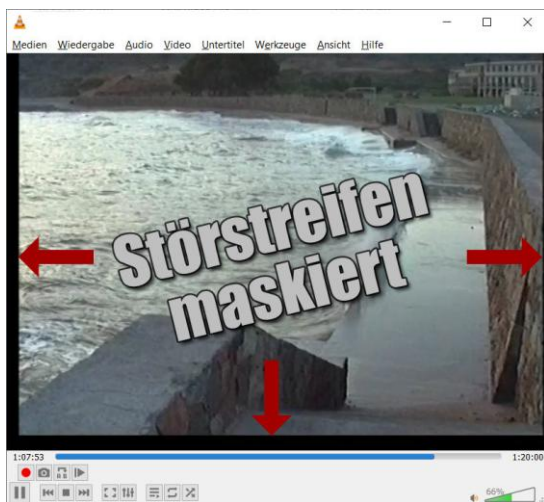 Medien Wiedergabe Audio Video Untertitel Werkzeuge Ansicht Hilfe
Störstreifen
maskiert
1:07:53 1:20:00
66%